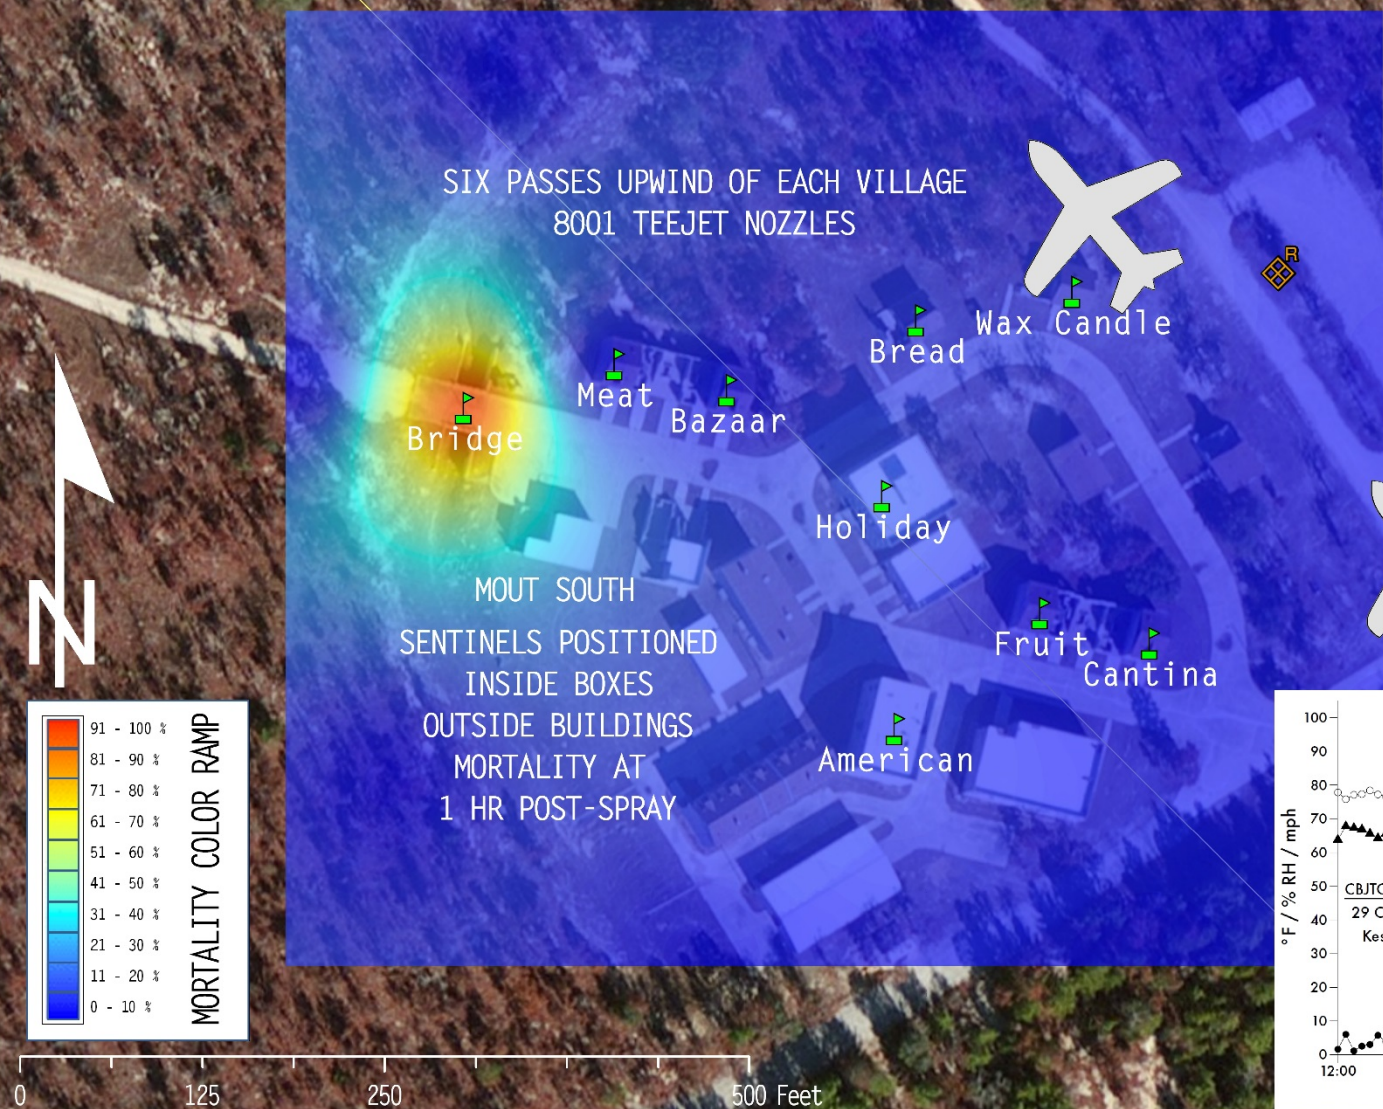 SIX PASSES UPWIND OF EACH VILLAGE
8001 TEEJET NOZZLES
R
Wax Candle
Bread
Meat
Bazaar
Bridge
Holiday
MOUT SOUTH
SENTINELS POSITIONED
INSIDE BOXES
OUTSIDE BUILDINGS
MORTALITY AT
1 HR POST-SPRAY
Fruit
Cantina
American
N
91 - 100 %
81 - 90 %
71 - 80 %
61 - 70 %
51 - 60 %
41 - 50 %
31 - 40 %
21 - 30 %
11 - 20 %
0 - 10 %
MORTALITY COLOR RAMP
0 125 250 500 Feet
°F / % RH / mph
100
90
80
70
60
50
40
30
20
10
0
12:00
CBJTC
29 O
Kes